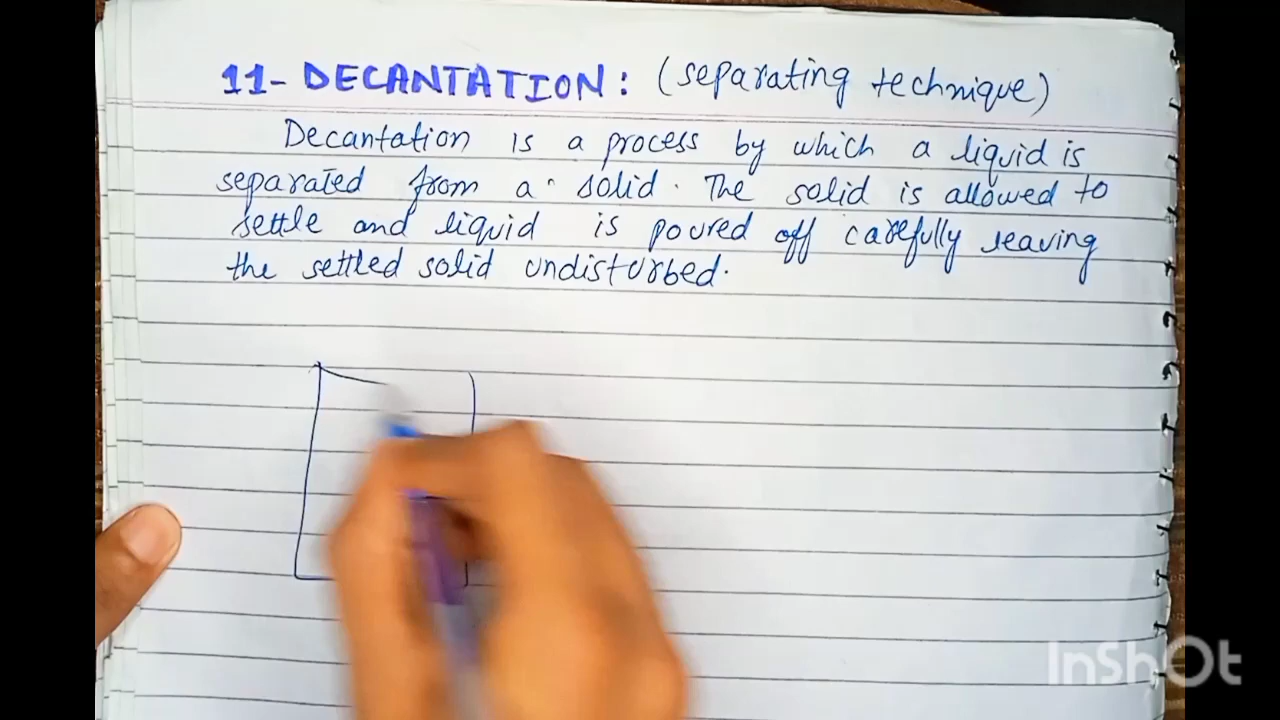 11- DECANTATION: (separating technique)
Decantation is a process by which a liquid is
separated from a solid. The solid is allowed to
settle and liquid is poured off carefully leaving
the settled solid undisturbed.
InShOt